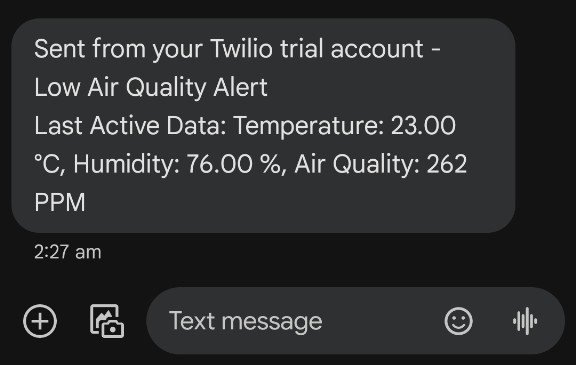 Sent from your Twilio trial account -
Low Air Quality Alert
Last Active Data: Temperature: 23.00
°C, Humidity: 76.00 %, Air Quality: 262
PPM
2:27 am
Text message